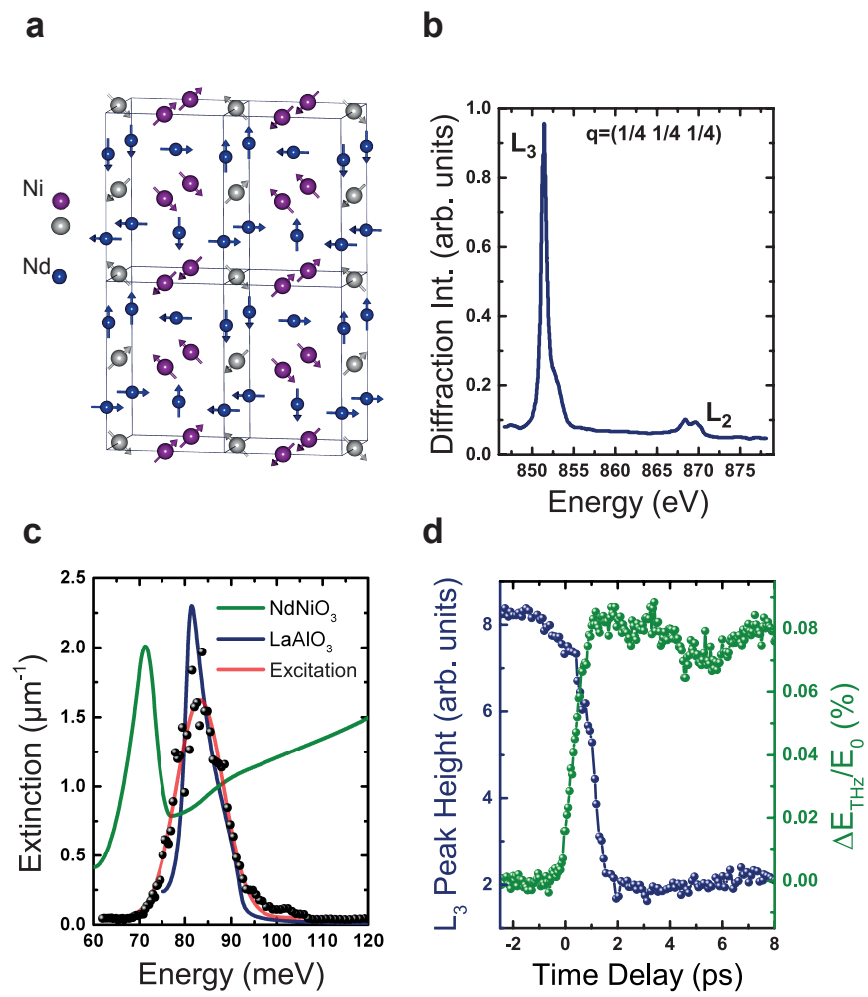 a
Ni
Nd
b
Diffraction Int. (arb. units)
1.0
0.8
0.6
0.4
0.2
0.0
q=(1/4 1/4 1/4)
L3
L2
850 855 860 865 870 875
Energy (eV)
c
Extinction (µm-1)
2.5
2.0
1.5
1.0
0.5
0.0
NdNiO3
LaAlO3
Excitation
60 70 80 90 100 110 120
Energy (meV)
d
L3 Peak Height (arb. units)
8
6
4
2
0.08
0.06
0.04
0.02
0.00
ΔETHz/E0 (%)
-2 0 2 4 6 8
Time Delay (ps)